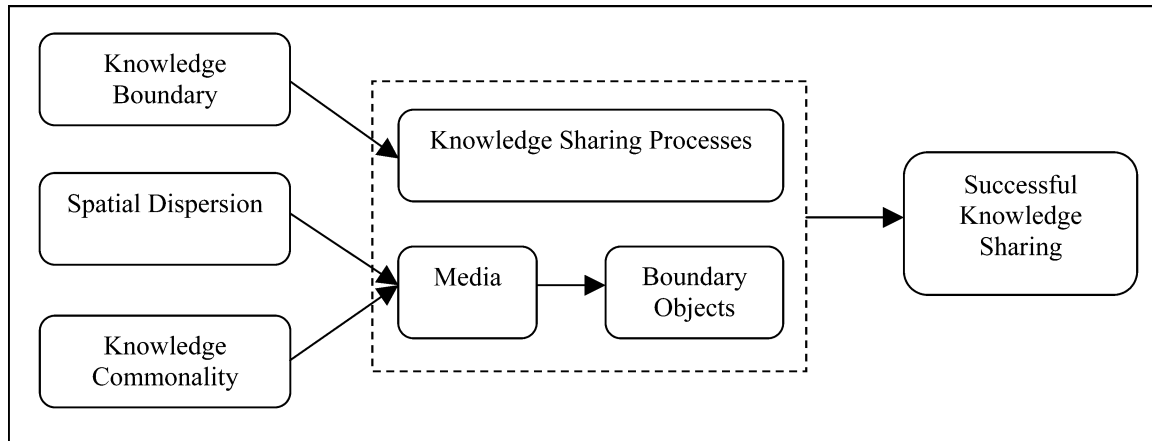 Knowledge
Boundary
Spatial Dispersion
Knowledge
Commonality
Knowledge Sharing Processes
Media
Boundary
Objects
Successful
Knowledge
Sharing